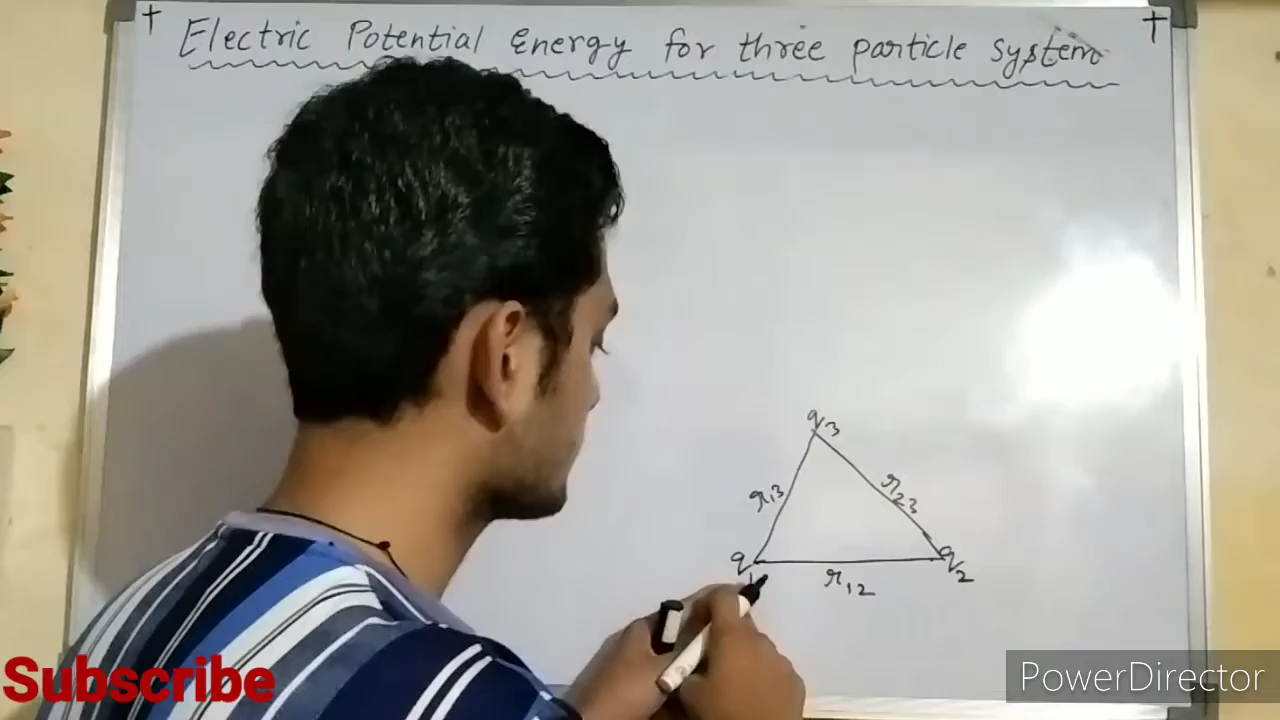 Electric Potential Energy for three particle System
q3
r13
r23
q1
q2
r12
Subscribe
PowerDirector